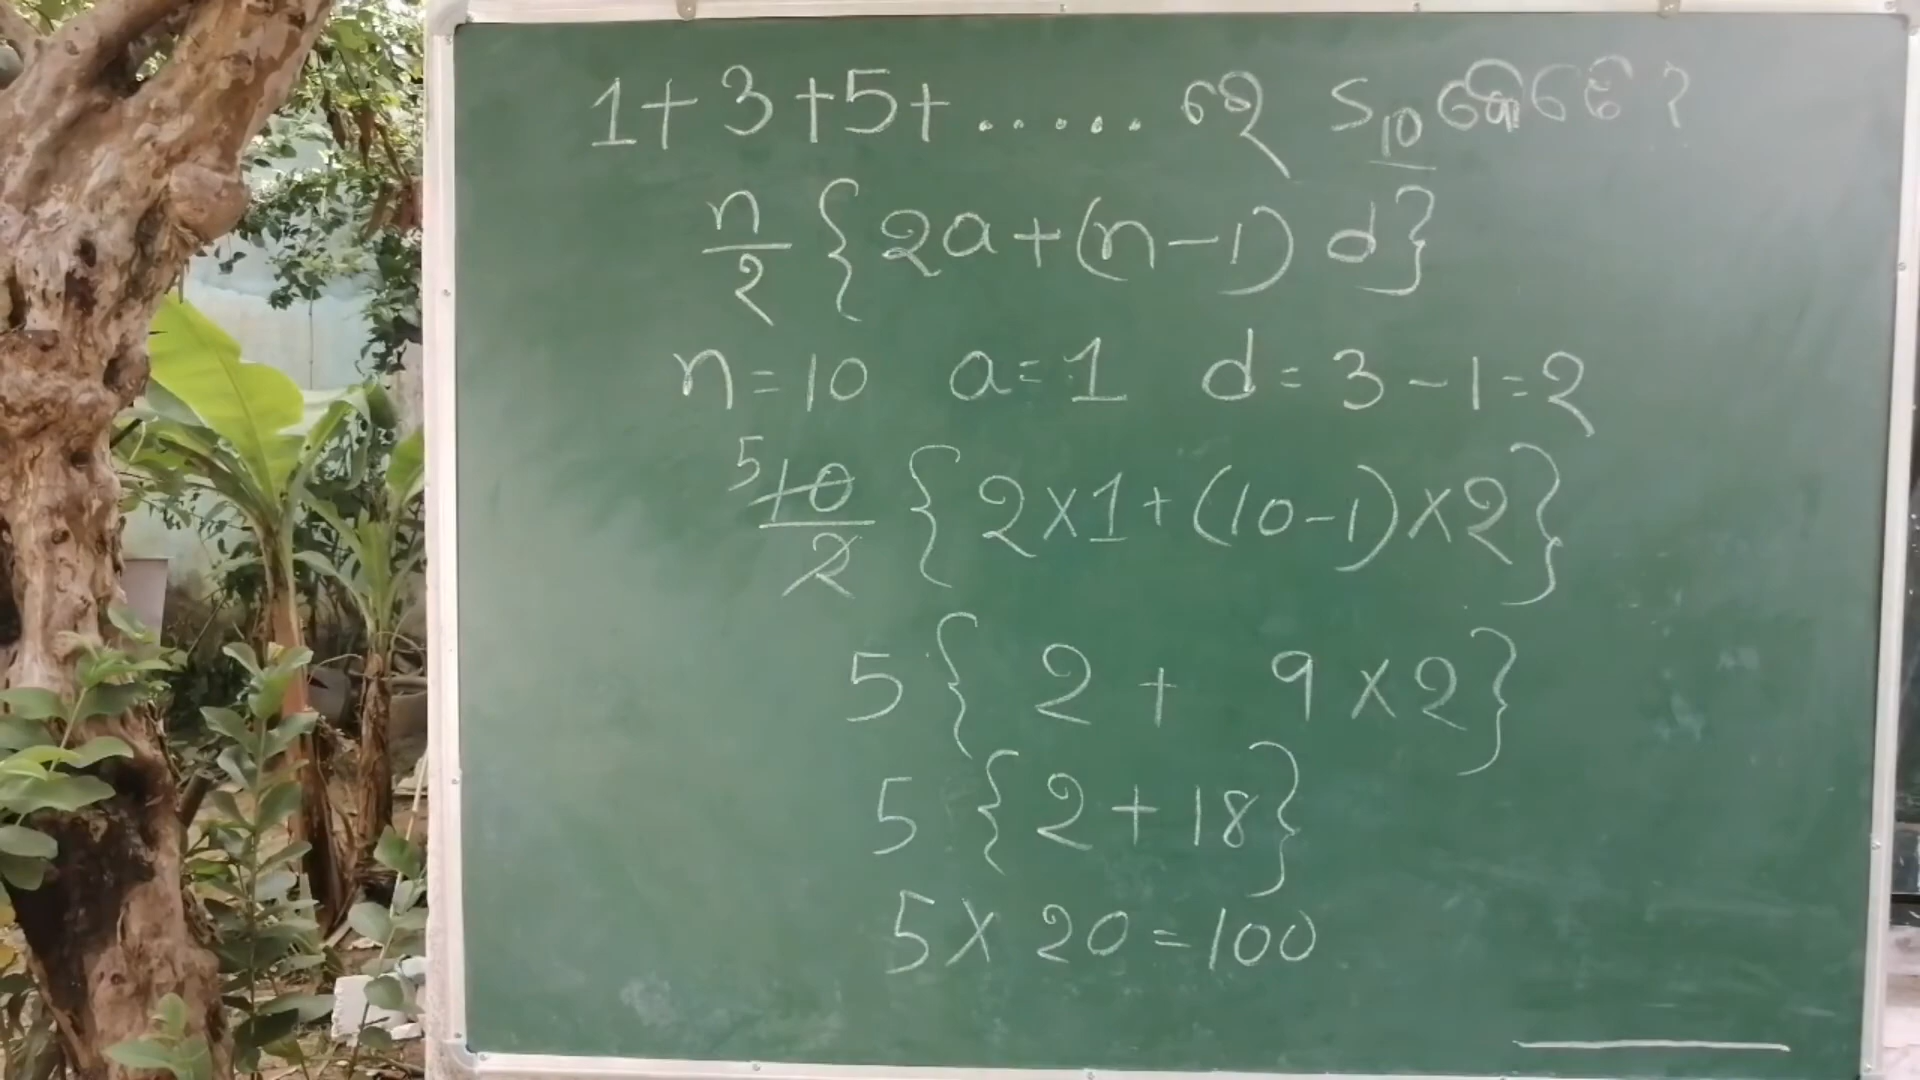 1 + 3 + 5 + ...... ହେ S₁₀ କେତେ ?
n/2 {2a + (n - 1) d}
n = 10 a = 1 d = 3 - 1 = 2
5 10/2 {2 × 1 + (10 - 1) × 2}
5 {2 + 9 × 2}
5 {2 + 18}
5 × 20 = 100